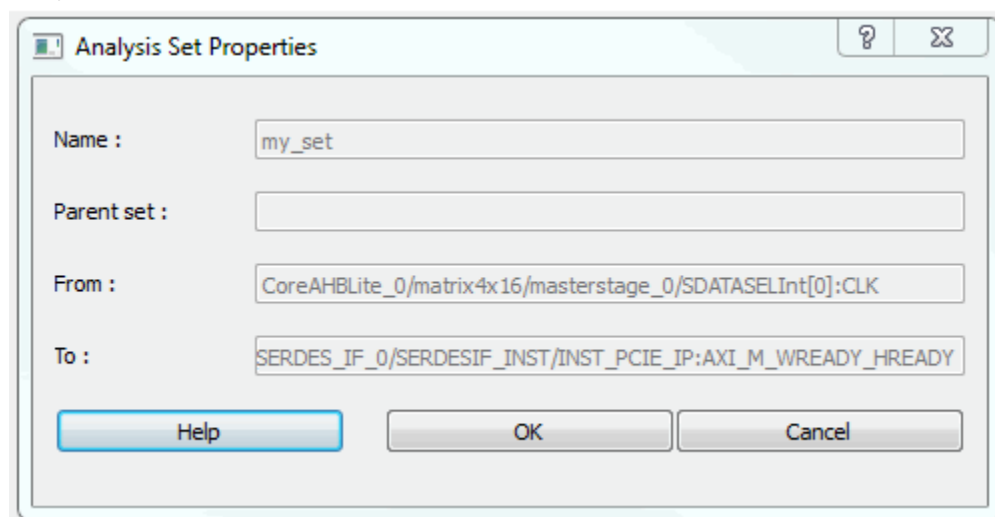 Analysis Set Properties
Name :
my_set
Parent set :
From :
CoreAHBLite_0/matrix4x16/masterstage_0/SDATASELInt[0]:CLK
To :
SERDES_IF_0/SERDESIF_INST/INST_PCIE_IP:AXI_M_WREADY_HREADY
Help OK Cancel